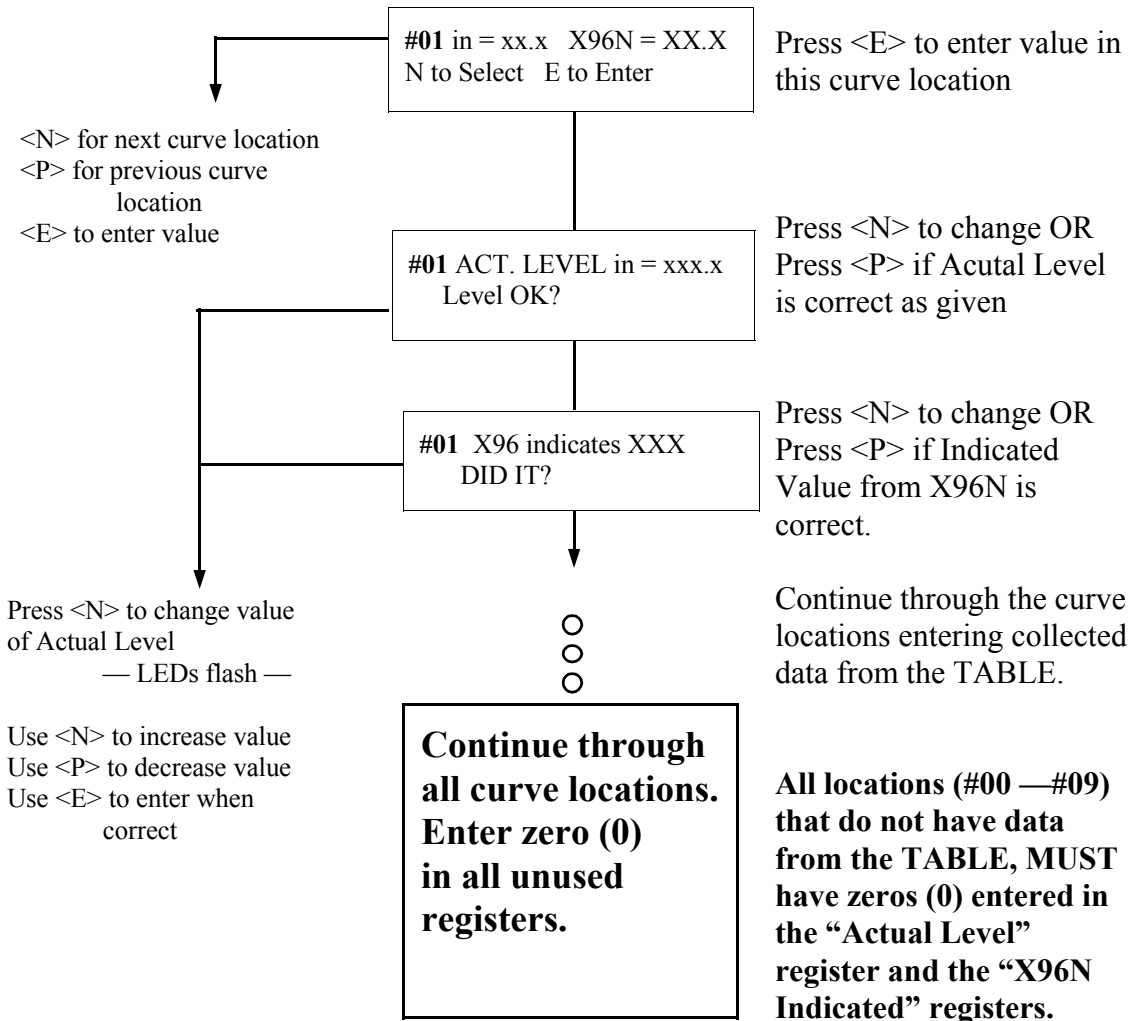 #01 in = xx.x X96N = XX.X
N to Select E to Enter
Press <E> to enter value in
this curve location
<N> for next curve location
<P> for previous curve
location
<E> to enter value
#01 ACT. LEVEL in = xxx.x
Level OK?
Press <N> to change OR
Press <P> if Acutal Level
is correct as given
#01 X96 indicates XXX
DID IT?
Press <N> to change OR
Press <P> if Indicated
Value from X96N is
correct.
Press <N> to change value
of Actual Level
— LEDs flash —
Use <N> to increase value
Use <P> to decrease value
Use <E> to enter when
correct
Continue through the curve
locations entering collected
data from the TABLE.
Continue through
all curve locations.
Enter zero (0)
in all unused
registers.
All locations (#00 —#09)
that do not have data
from the TABLE, MUST
have zeros (0) entered in
the “Actual Level”
register and the “X96N
Indicated” registers.